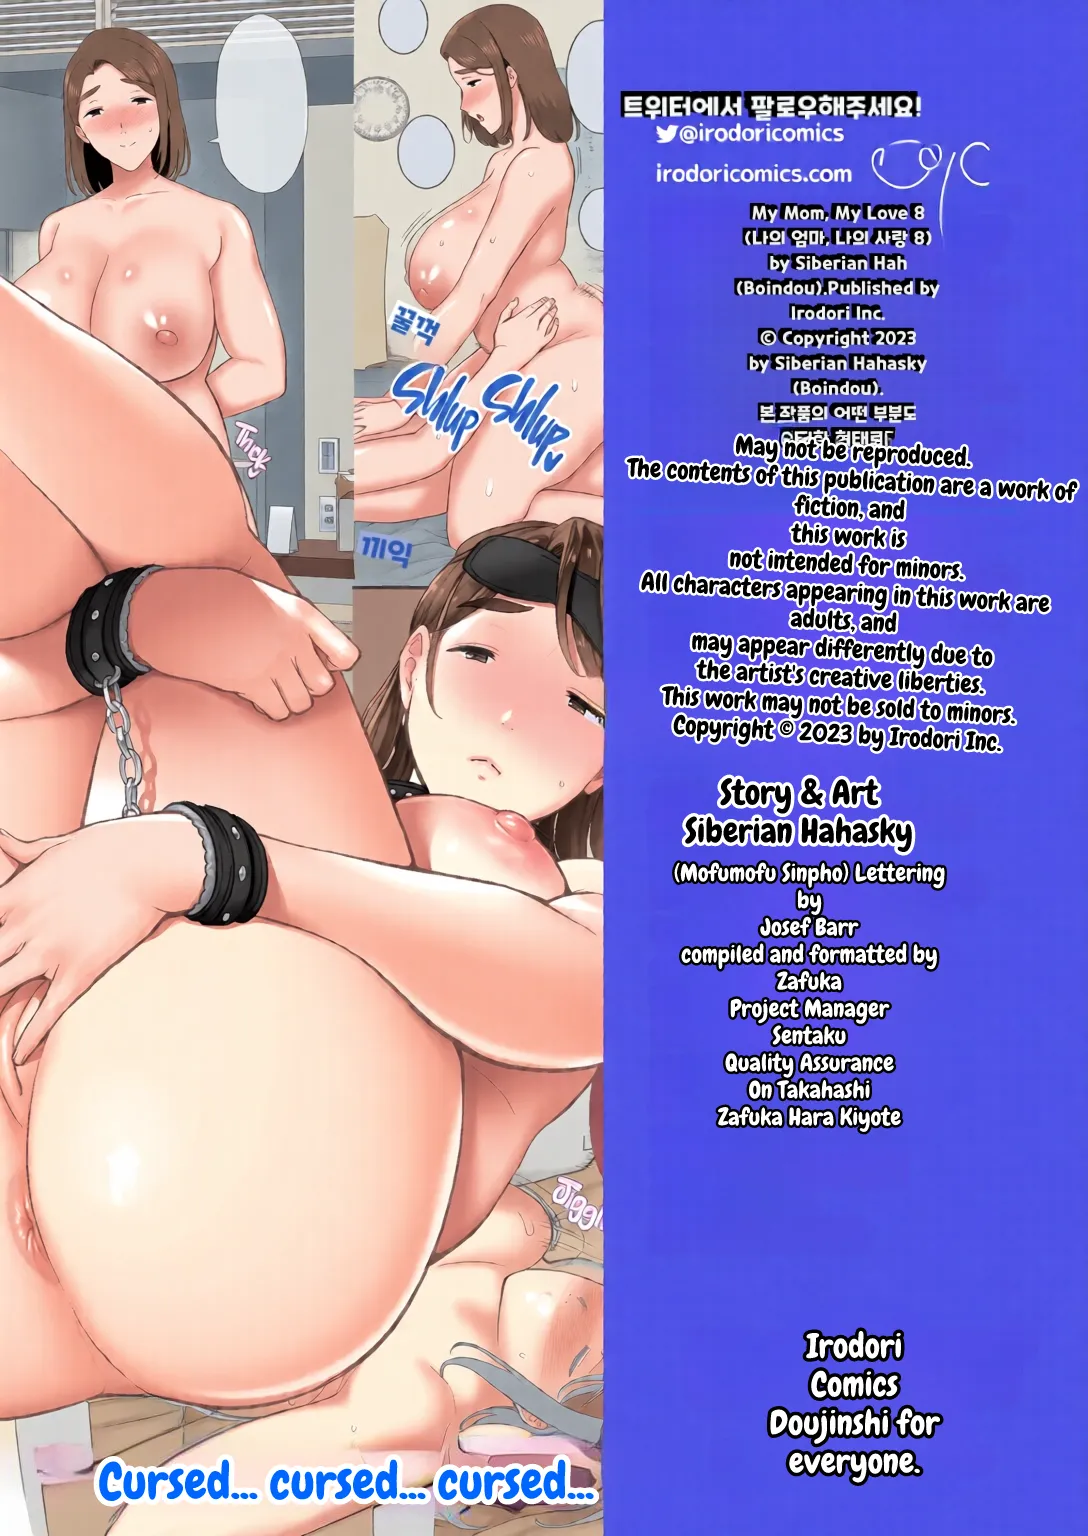 Thick
꿀꺽
Shlup Shlup
끼익
Jiggl
Cursed... cursed... cursed...
트위터에서 팔로우해주세요!
@irodoricomics
irodoricomics.com
My Mom, My Love 8
(나의 엄마, 나의 사랑 8)
by Siberian Hah
(Boindou).Published by
Irodori Inc.
© Copyright 2023
by Siberian Hahasky
(Boindou).
본 작품의 어떤 부분도
May not be reproduced.
The contents of this publication are a work of
fiction, and
this work is
not intended for minors.
All characters appearing in this work are
adults, and
may appear differently due to
the artist's creative liberties.
This work may not be sold to minors.
Copyright © 2023 by Irodori Inc.
Story & Art
Siberian Hahasky
(Mofumofu Sinpho) Lettering
by
Josef Barr
compiled and formatted by
Zafuka
Project Manager
Sentaku
Quality Assurance
On Takahashi
Zafuka Hara Kiyote
Irodori
Comics
Doujinshi for
everyone.